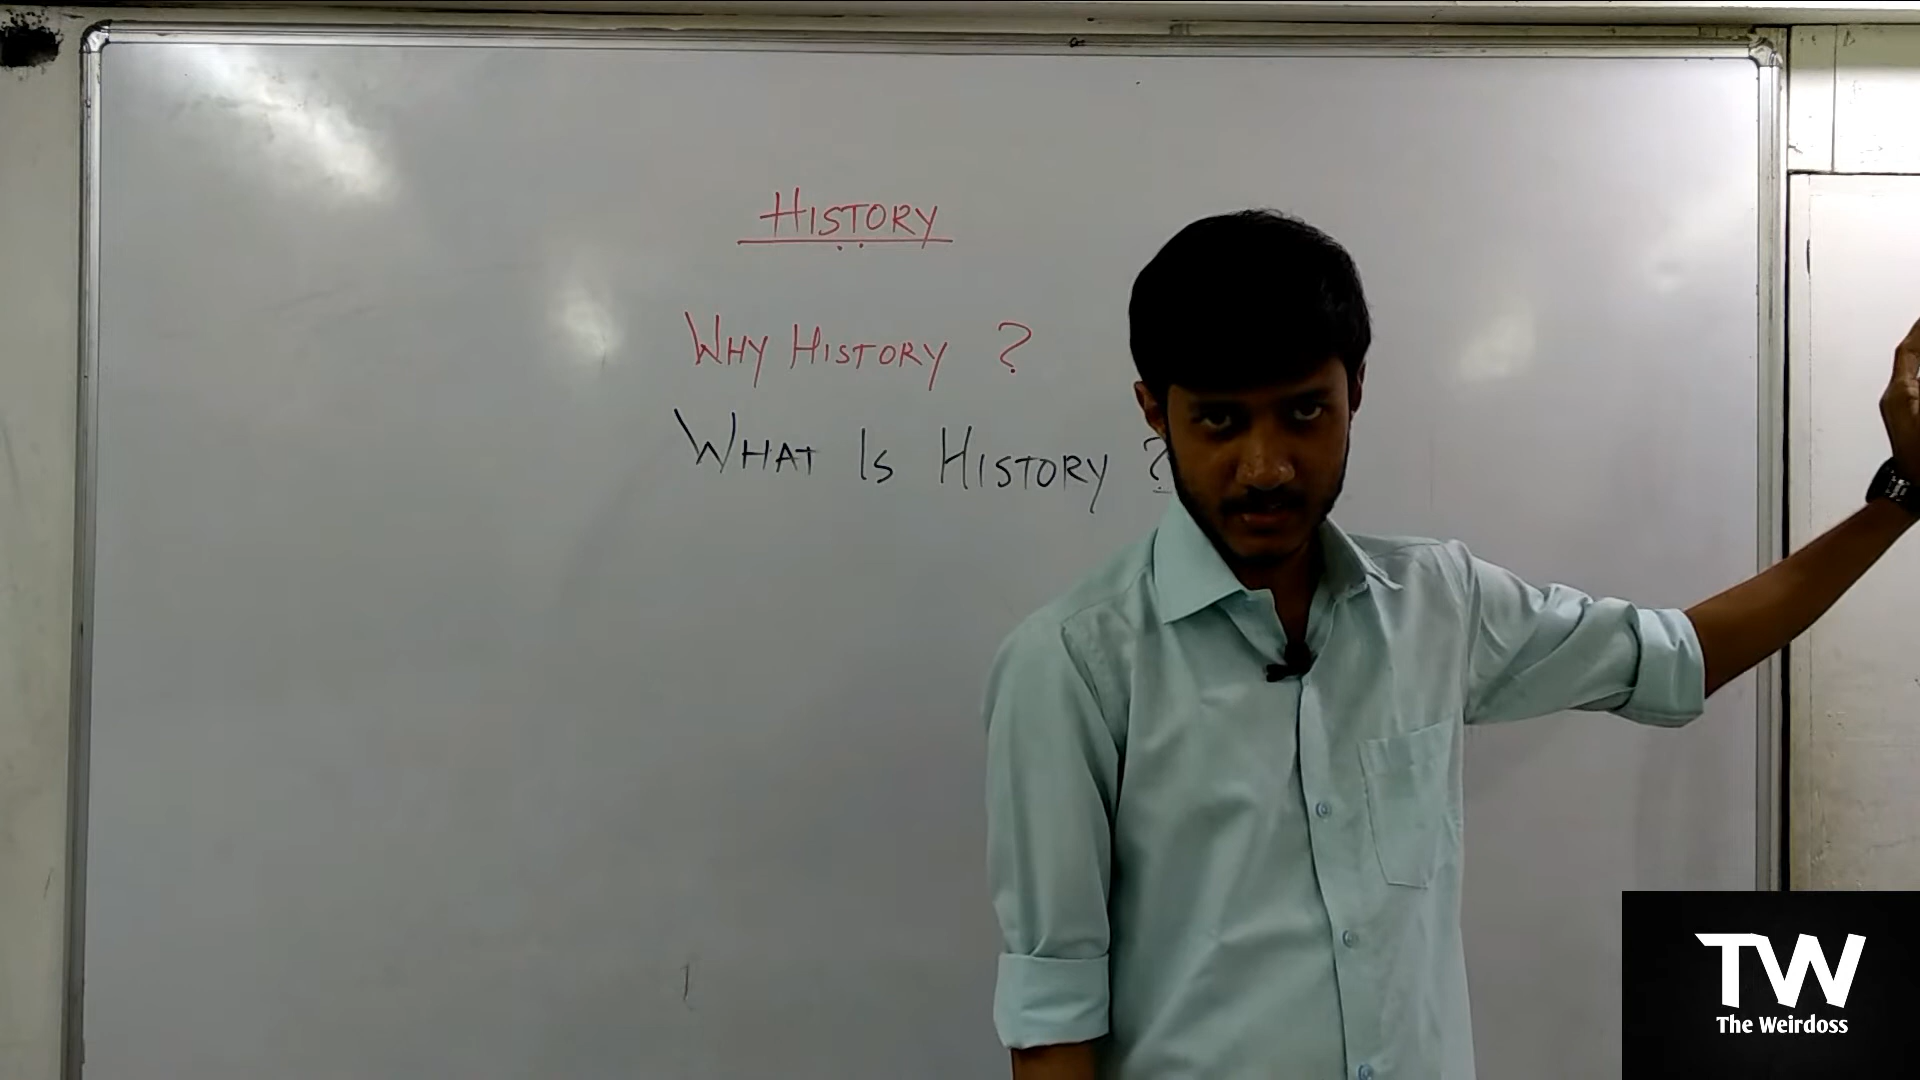 HISTORY
WHY HISTORY ?
WHAT IS HISTORY ?
TW
The Weirdoss